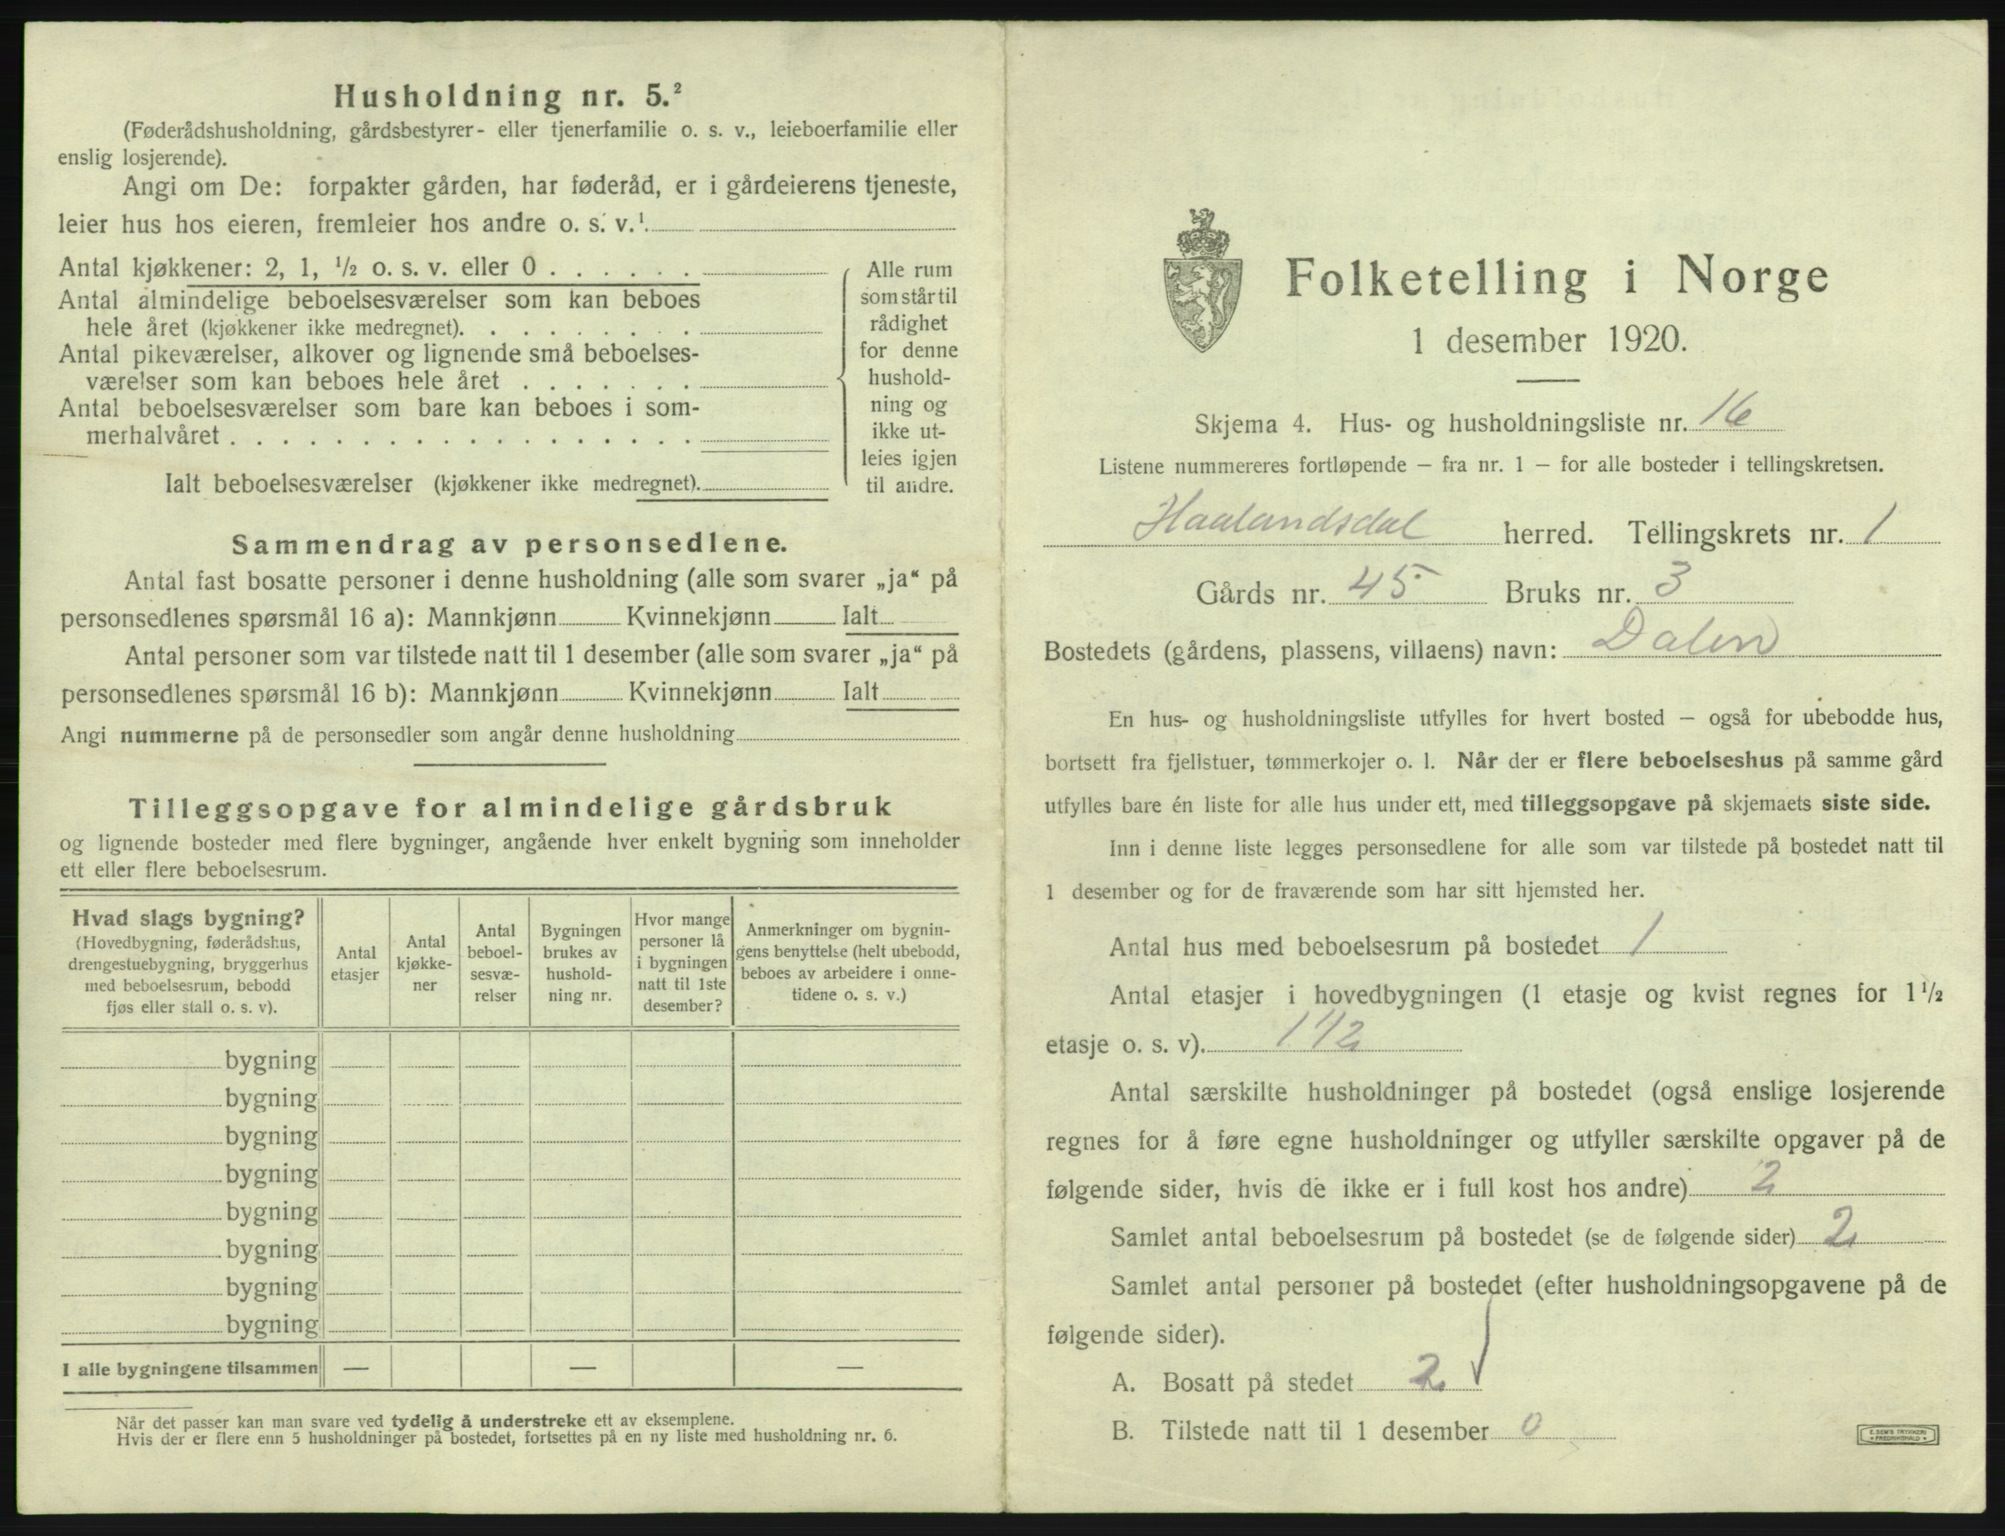 Husholdning nr. 5.²
(Føderådshusholdning, gårdsbestyrer- eller tjenerfamilie o. s. v., leieboerfamilie eller
enslig losjerende).
Angi om De: forpakter gården, har føderåd, er i gårdeierens tjeneste,
leier hus hos eieren, fremleier hos andre o. s. v.¹
Antal kjøkkener: 2, 1, ½ o. s. v. eller 0 . . . . . .
Antal almindelige beboelsesværelser som kan beboes
hele året (kjøkkener ikke medregnet). . . . . . . . .
Antal pikeværelser, alkover og lignende små beboelses-
værelser som kan beboes hele året . . . . . . .
Antal beboelsesværelser som bare kan beboes i som-
merhalvåret . . . . . . . . . . . . . . . . . .
Ialt beboelsesværelser (kjøkkener ikke medregnet).
Alle rum
som står til
rådighet
for denne
hushold-
ning og
ikke ut-
leies igjen
til andre.
Sammendrag av personsedlene.
Antal fast bosatte personer i denne husholdning (alle som svarer „ja“ på
personsedlenes spørsmål 16 a): Mannkjønn Kvinnekjønn Ialt
Antal personer som var tilstede natt til 1 desember (alle som svarer „ja“ på
personsedlenes spørsmål 16 b): Mannkjønn Kvinnekjønn Ialt
Angi nummerne på de personsedler som angår denne husholdning
Tilleggsopgave for almindelige gårdsbruk
og lignende bosteder med flere bygninger, angående hver enkelt bygning som inneholder
ett eller flere beboelsesrum.
Hvad slags bygning?
(Hovedbygning, føderådshus,
drengestuebygning, bryggerhus
med beboelsesrum, bebodd
fjøs eller stall o. s. v).
Antal
etasjer
Antal
kjøkke-
ner
Antal
beboel-
sesvæ-
relser
Bygningen
brukes av
hushold-
ning nr.
Hvor mange
personer lå
i bygningen
natt til 1ste
desember?
Anmerkninger om bygnin-
gens benyttelse (helt ubebodd,
beboes av arbeidere i onne-
tidene o. s. v.)
bygning
bygning
bygning
bygning
bygning
bygning
bygning
bygning
I alle bygningene tilsammen — — —
Når det passer kan man svare ved tydelig å understreke ett av eksemplene.
Hvis der er flere enn 5 husholdninger på bostedet, fortsettes på en ny liste med husholdning nr. 6.
Folketelling i Norge
1 desember 1920.
Skjema 4. Hus- og husholdningsliste nr. 16
Listene nummereres fortløpende — fra nr. 1 — for alle bosteder i tellingskretsen.
Haalandsdal herred. Tellingskrets nr. 1
Gårds nr. 45 Bruks nr. 3
Bostedets (gårdens, plassens, villaens) navn: Dalen
En hus- og husholdningsliste utfylles for hvert bosted — også for ubebodde hus,
bortsett fra fjellstuer, tømmerkojer o. l. Når der er flere beboelseshus på samme gård
utfylles bare én liste for alle hus under ett, med tilleggsopgave på skjemaets siste side.
Inn i denne liste legges personsedlene for alle som var tilstede på bostedet natt til
1 desember og for de fraværende som har sitt hjemsted her.
Antal hus med beboelsesrum på bostedet 1
Antal etasjer i hovedbygningen (1 etasje og kvist regnes for 1½
etasje o. s. v). 1 1/2
Antal særskilte husholdninger på bostedet (også enslige losjerende
regnes for å føre egne husholdninger og utfyller særskilte opgaver på de
følgende sider, hvis de ikke er i full kost hos andre) 2
Samlet antal beboelsesrum på bostedet (se de følgende sider) 2
Samlet antal personer på bostedet (efter husholdningsopgavene på de
følgende sider).
A. Bosatt på stedet 2
B. Tilstede natt til 1 desember 0
E. SEM'S TRYKKERI
FREDRIKSHALD